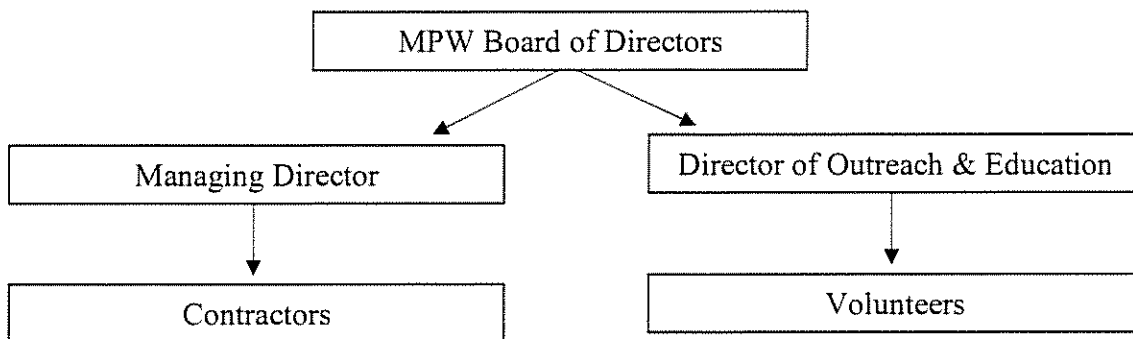 MPW Board of Directors
Managing Director
Director of Outreach & Education
Contractors
Volunteers